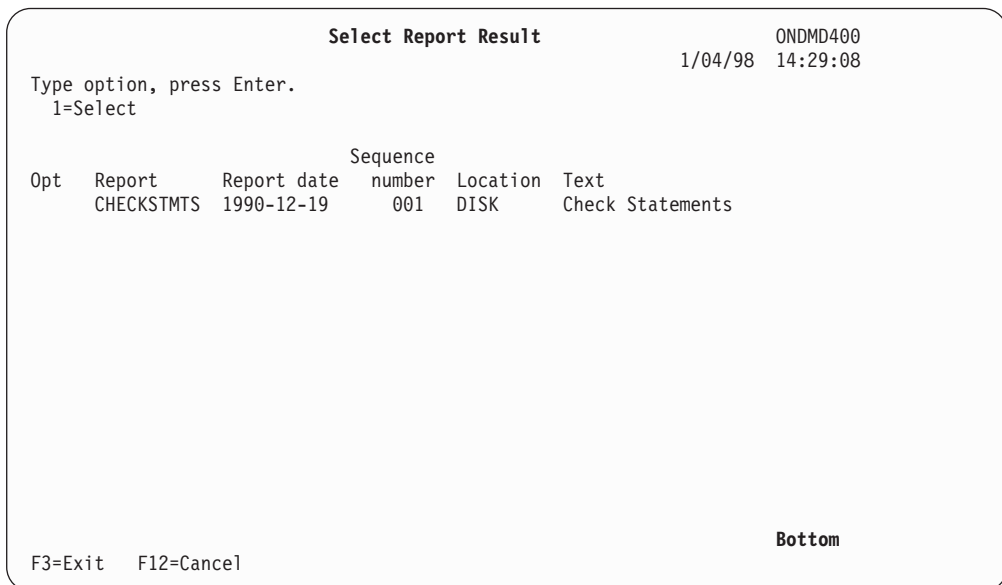 Select Report Result ONDMD400
1/04/98 14:29:08
Type option, press Enter.
1=Select
Sequence
Opt Report Report date number Location Text
CHECKSTMTS 1990-12-19 001 DISK Check Statements
Bottom
F3=Exit F12=Cancel